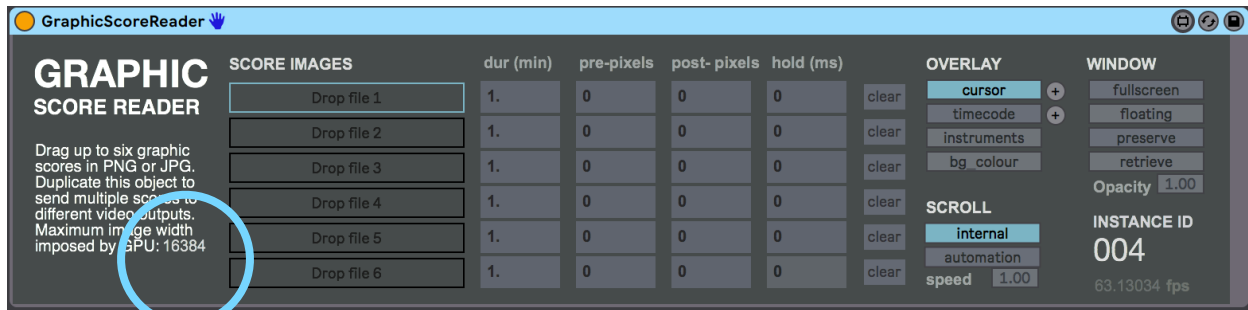 GraphicScoreReader
GRAPHIC
SCORE READER
Drag up to six graphic
scores in PNG or JPG.
Duplicate this object to
send multiple scores to
different video outputs.
Maximum image width
imposed by GPU: 16384
SCORE IMAGES dur (min) pre-pixels post- pixels hold (ms)
Drop file 1 1. 0 0 0 clear
Drop file 2 1. 0 0 0 clear
Drop file 3 1. 0 0 0 clear
Drop file 4 1. 0 0 0 clear
Drop file 5 1. 0 0 0 clear
Drop file 6 1. 0 0 0 clear
OVERLAY
cursor +
timecode +
instruments
bg_colour
SCROLL
internal
automation
speed 1.00
WINDOW
fullscreen
floating
preserve
retrieve
Opacity 1.00
INSTANCE ID
004
63.13034 fps